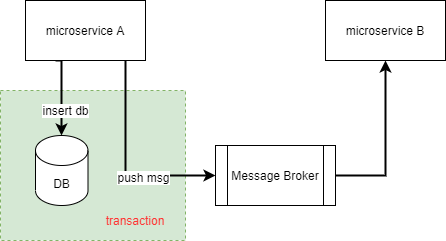 microservice A
microservice B
insert db
DB
push msg
Message Broker
transaction